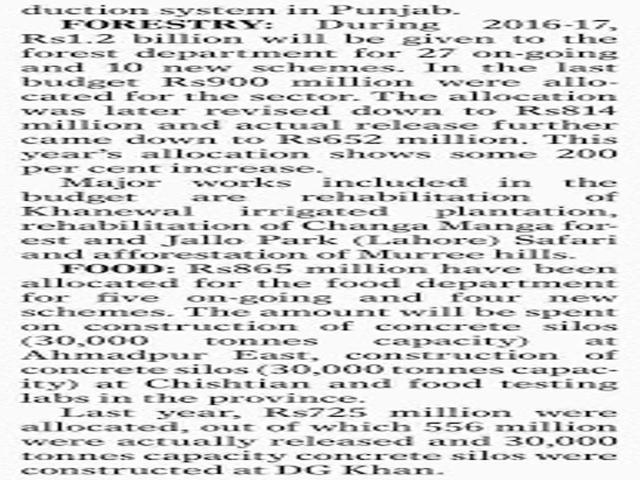 duction system in Punjab.
FORESTRY: During 2016-17,
Rs1.2 billion will be given to the
forest department for 27 on-going
and 10 new schemes. In the last
budget Rs900 million were allo-
cated for the sector. The allocation
was later revised down to Rs814
million and actual release further
came down to Rs652 million. This
year's allocation shows some 200
per cent increase.
Major works included in the
budget are rehabilitation of
Khanewal irrigated plantation,
rehabilitation of Changa Manga for-
est and Jallo Park (Lahore) Safari
and afforestation of Murree hills.
FOOD: Rs865 million have been
allocated for the food department
for five on-going and four new
schemes. The amount will be spent
on construction of concrete silos
(30,000 tonnes capacity) at
Ahmadpur East, construction of
concrete silos (30,000 tonnes capac-
ity) at Chishtian and food testing
labs in the province.
Last year, Rs725 million were
allocated, out of which 556 million
were actually released and 30,000
tonnes capacity concrete silos were
constructed at DG Khan.